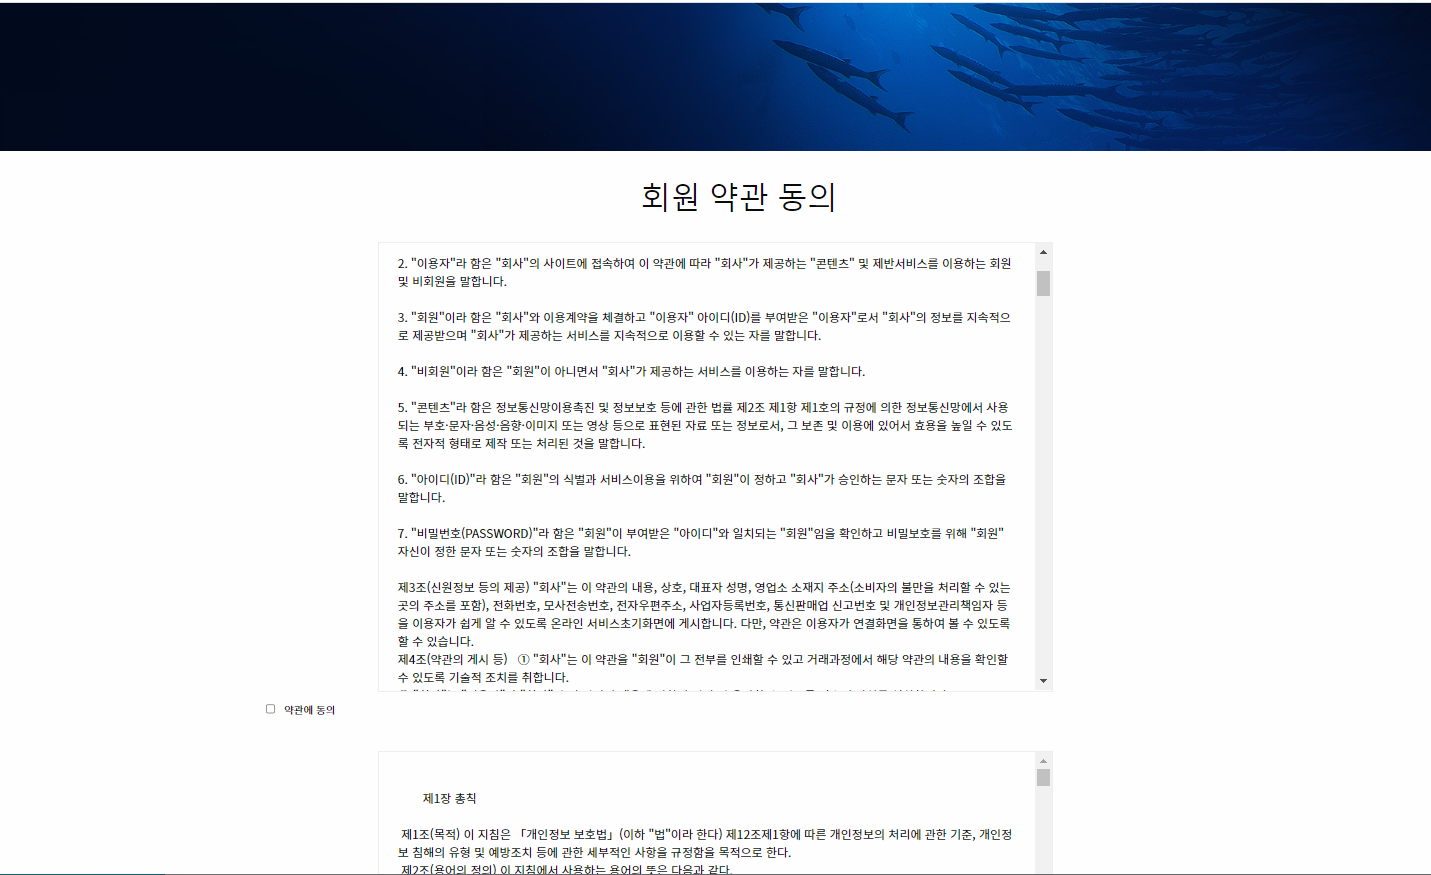 회원 약관 동의
2. "이용자"라 함은 "회사"의 사이트에 접속하여 이 약관에 따라 "회사"가 제공하는 "콘텐츠" 및 제반서비스를 이용하는 회원
및 비회원을 말합니다.
3. "회원"이라 함은 "회사"와 이용계약을 체결하고 "이용자" 아이디(ID)를 부여받은 "이용자"로서 "회사"의 정보를 지속적으
로 제공받으며 "회사"가 제공하는 서비스를 지속적으로 이용할 수 있는 자를 말합니다.
4. "비회원"이라 함은 "회원"이 아니면서 "회사"가 제공하는 서비스를 이용하는 자를 말합니다.
5. "콘텐츠"라 함은 정보통신망이용촉진 및 정보보호 등에 관한 법률 제2조 제1항 제1호의 규정에 의한 정보통신망에서 사용
되는 부호·문자·음성·음향·이미지 또는 영상 등으로 표현된 자료 또는 정보로서, 그 보존 및 이용에 있어서 효용을 높일 수 있도
록 전자적 형태로 제작 또는 처리된 것을 말합니다.
6. "아이디(ID)"라 함은 "회원"의 식별과 서비스이용을 위하여 "회원"이 정하고 "회사"가 승인하는 문자 또는 숫자의 조합을
말합니다.
7. "비밀번호(PASSWORD)"라 함은 "회원"이 부여받은 "아이디"와 일치되는 "회원"임을 확인하고 비밀보호를 위해 "회원"
자신이 정한 문자 또는 숫자의 조합을 말합니다.
제3조(신원정보 등의 제공) "회사"는 이 약관의 내용, 상호, 대표자 성명, 영업소 소재지 주소(소비자의 불만을 처리할 수 있는
곳의 주소를 포함), 전화번호, 모사전송번호, 전자우편주소, 사업자등록번호, 통신판매업 신고번호 및 개인정보관리책임자 등
을 이용자가 쉽게 알 수 있도록 온라인 서비스초기화면에 게시합니다. 다만, 약관은 이용자가 연결화면을 통하여 볼 수 있도록
할 수 있습니다.
제4조(약관의 게시 등) ① "회사"는 이 약관을 "회원"이 그 전부를 인쇄할 수 있고 거래과정에서 해당 약관의 내용을 확인할
수 있도록 기술적 조치를 취합니다.
약관에 동의
제1장 총칙
제1조(목적) 이 지침은 「개인정보 보호법」(이하 "법"이라 한다) 제12조제1항에 따른 개인정보의 처리에 관한 기준, 개인정
보 침해의 유형 및 예방조치 등에 관한 세부적인 사항을 규정함을 목적으로 한다.
제2조(용어의 정의) 이 지침에서 사용하는 용어의 뜻은 다음과 같다.